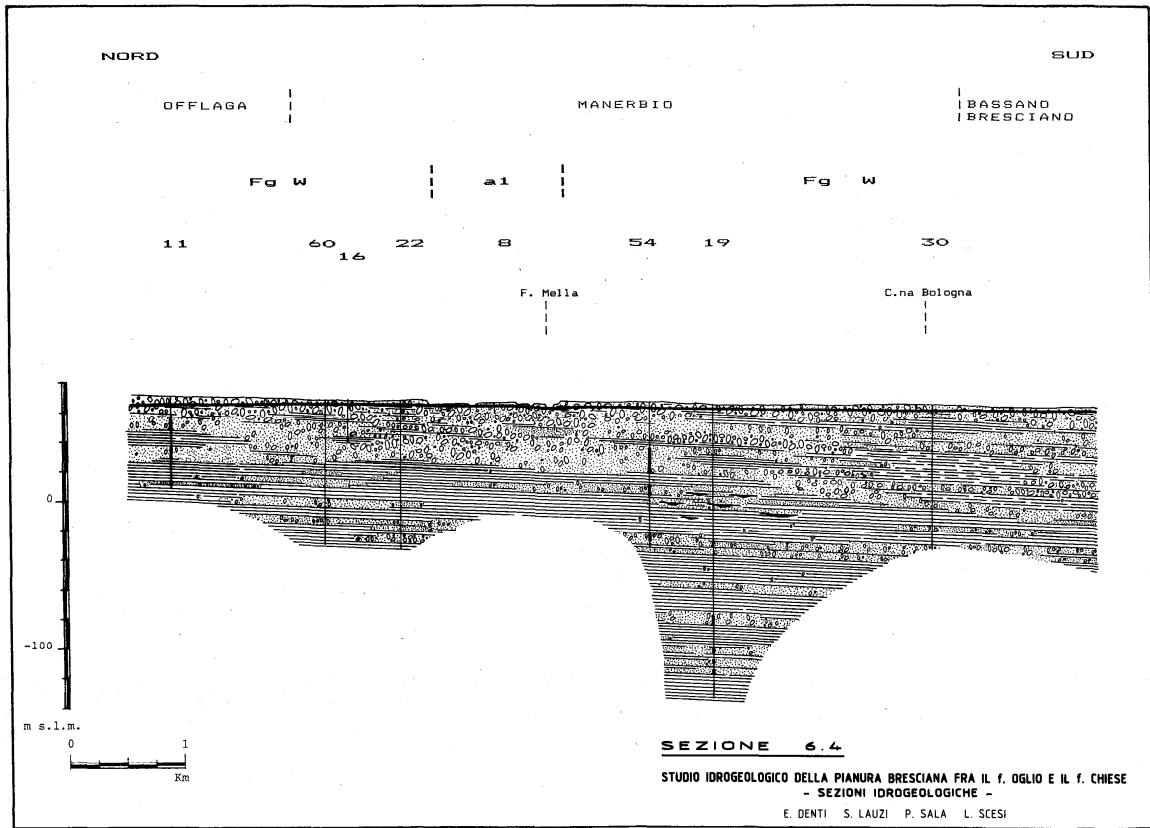 NORD SUD
OFFLAGA MANERBIO BASSANO
BRESCIANO
Fg W a1 Fg W
11 60 22 8 54 19 30
16
F. Mella C.na Bologna
0
-100
m s.l.m.
0 1
Km
SEZIONE 6.4
STUDIO IDROGEOLOGICO DELLA PIANURA BRESCIANA FRA IL f. OGLIO E IL f. CHIESE
- SEZIONI IDROGEOLOGICHE -
E. DENTI S. LAUZI P. SALA L. SCESI